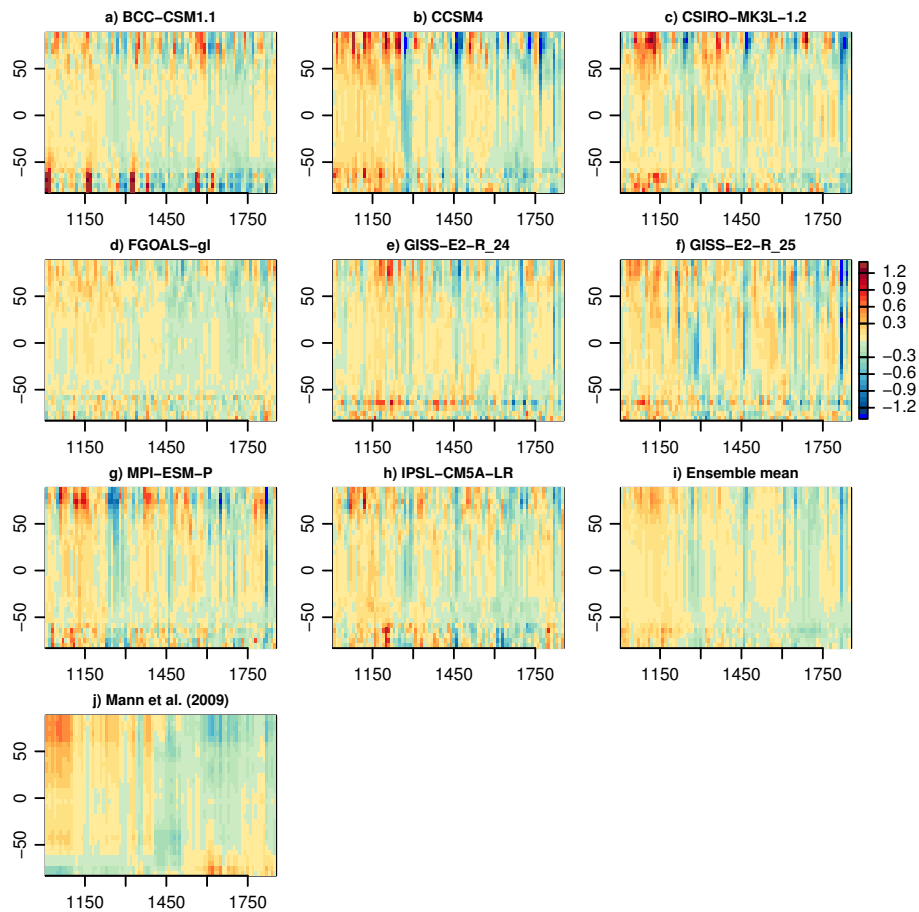 a) BCC−CSM1.1
b) CCSM4
c) CSIRO−MK3L−1.2
50
0
−50
50
0
−50
50
0
−50
1150 1450 1750
1150 1450 1750
1150 1450 1750
d) FGOALS−gl
e) GISS−E2−R_24
f) GISS−E2−R_25
50
0
−50
50
0
−50
50
0
−50
1.2
0.9
0.6
0.3
−0.3
−0.6
−0.9
−1.2
1150 1450 1750
1150 1450 1750
1150 1450 1750
g) MPI−ESM−P
h) IPSL−CM5A−LR
i) Ensemble mean
50
0
−50
50
0
−50
50
0
−50
1150 1450 1750
1150 1450 1750
1150 1450 1750
j) Mann et al. (2009)
50
0
−50
1150 1450 1750